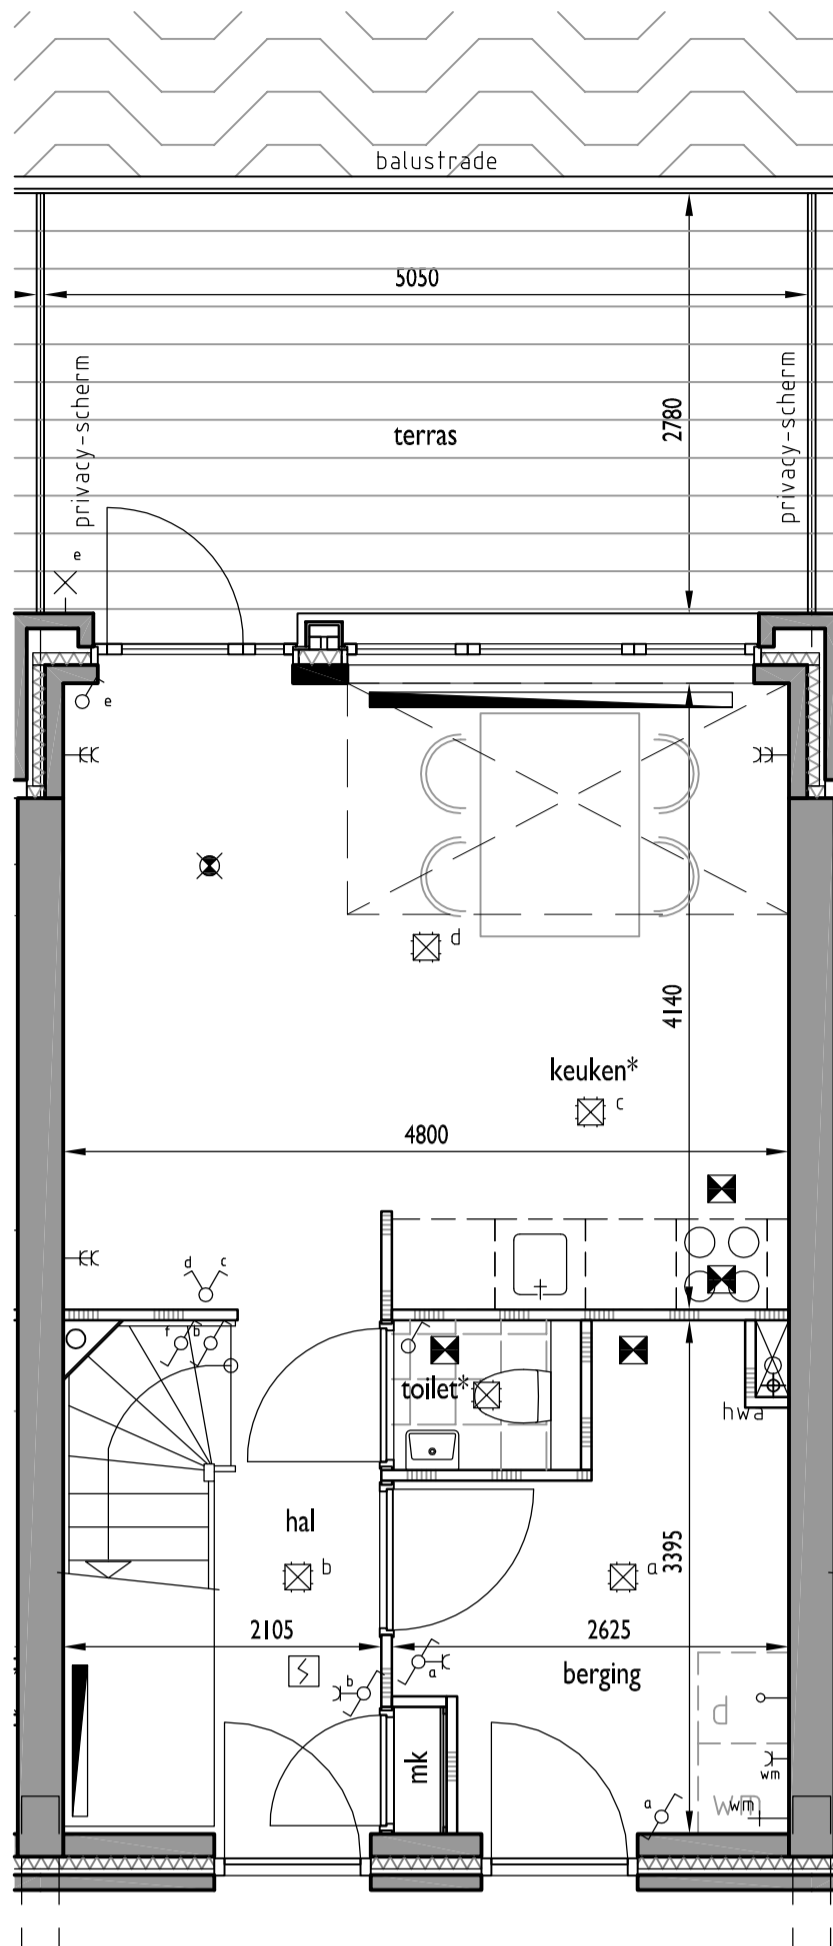 balustrade
5050
privacy-scherm
2780
privacy-scherm
terras
e
e
d
4140
keuken*
c
4800
d
c
f
b
toilet*
hwa
hal
b
a
3395
2105
2625
berging
a
b
d
mk
wm
a
wm
wm